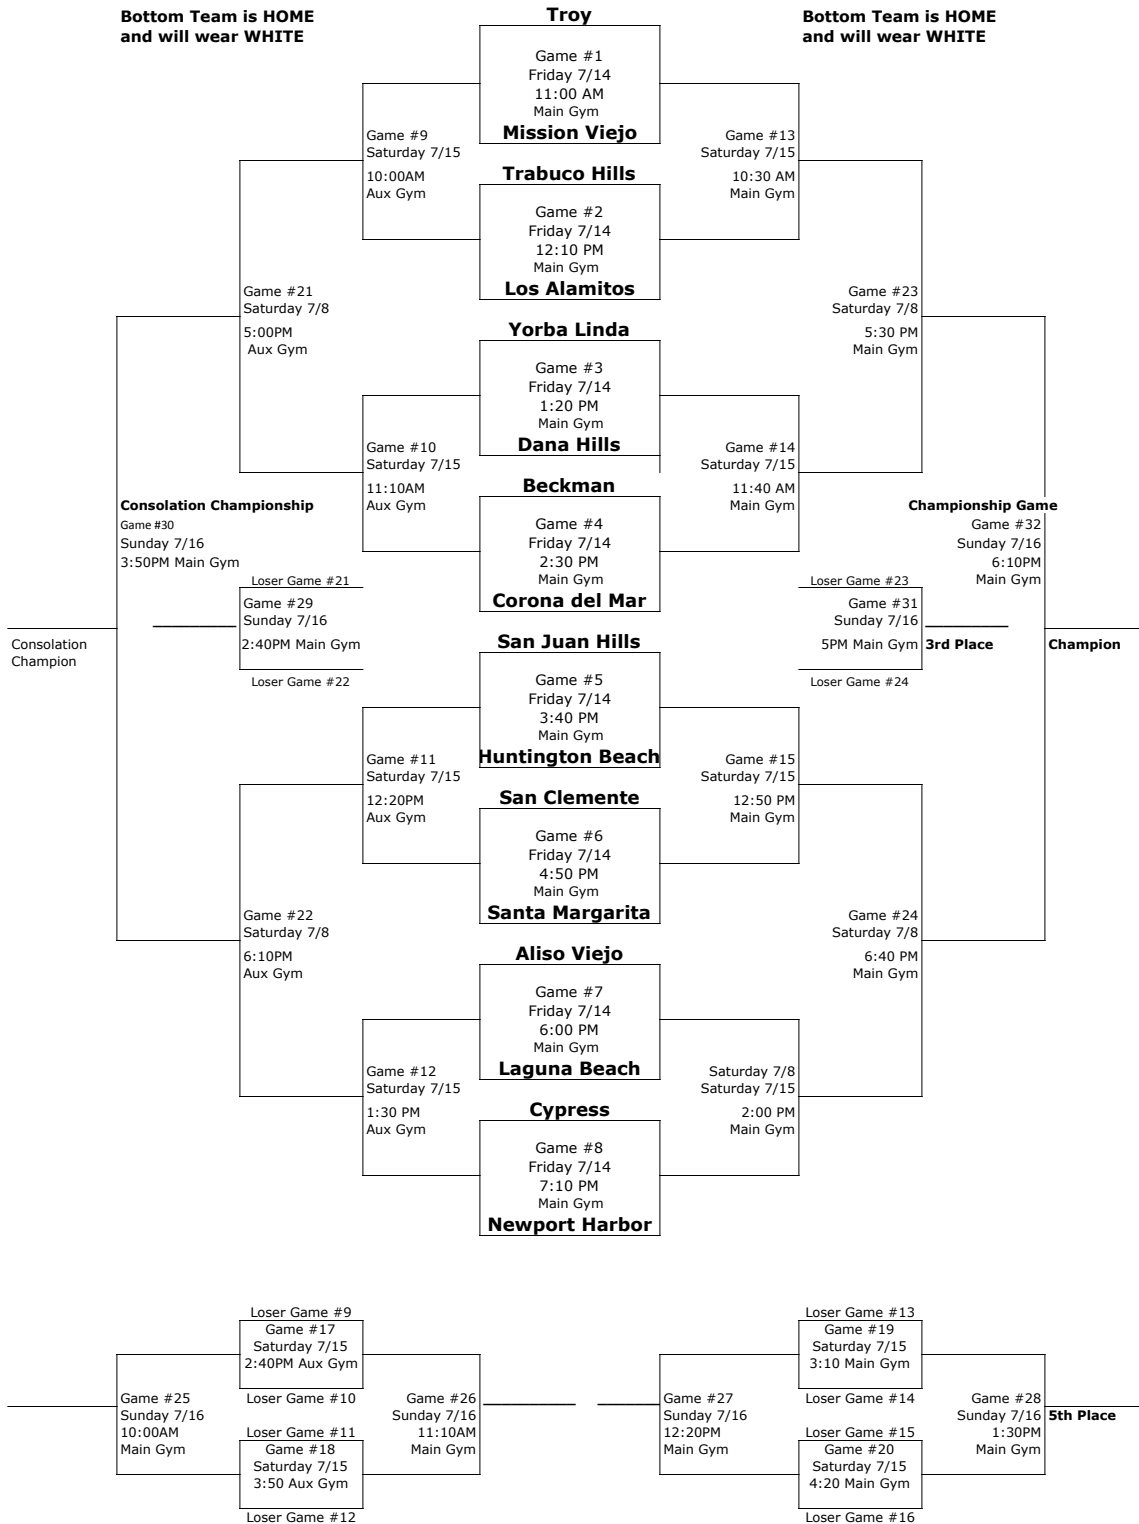 Bottom Team is HOME
and will wear WHITE
Troy
Bottom Team is HOME
and will wear WHITE
Game #1
Friday 7/14
11:00 AM
Main Gym
Mission Viejo
Game #9
Saturday 7/15
10:00AM
Aux Gym
Game #13
Saturday 7/15
10:30 AM
Main Gym
Trabuco Hills
Game #2
Friday 7/14
12:10 PM
Main Gym
Los Alamitos
Game #21
Saturday 7/8
5:00PM
Aux Gym
Game #23
Saturday 7/8
5:30 PM
Main Gym
Yorba Linda
Game #3
Friday 7/14
1:20 PM
Main Gym
Dana Hills
Game #10
Saturday 7/15
11:10AM
Aux Gym
Game #14
Saturday 7/15
11:40 AM
Main Gym
Beckman
Game #4
Friday 7/14
2:30 PM
Main Gym
Corona del Mar
Consolation Championship
Game #30
Sunday 7/16
3:50PM Main Gym
Championship Game
Game #32
Sunday 7/16
6:10PM
Main Gym
Loser Game #21
Game #29
Sunday 7/16
2:40PM Main Gym
Loser Game #22
Loser Game #23
Game #31
Sunday 7/16
5PM Main Gym
3rd Place
Loser Game #24
Consolation
Champion
Champion
San Juan Hills
Game #5
Friday 7/14
3:40 PM
Main Gym
Huntington Beach
Game #11
Saturday 7/15
12:20PM
Aux Gym
Game #15
Saturday 7/15
12:50 PM
Main Gym
San Clemente
Game #6
Friday 7/14
4:50 PM
Main Gym
Santa Margarita
Game #22
Saturday 7/8
6:10PM
Aux Gym
Game #24
Saturday 7/8
6:40 PM
Main Gym
Aliso Viejo
Game #7
Friday 7/14
6:00 PM
Main Gym
Laguna Beach
Game #12
Saturday 7/15
1:30 PM
Aux Gym
Saturday 7/8
Saturday 7/15
2:00 PM
Main Gym
Cypress
Game #8
Friday 7/14
7:10 PM
Main Gym
Newport Harbor
Loser Game #9
Game #17
Saturday 7/15
2:40PM Aux Gym
Loser Game #10
Loser Game #13
Game #19
Saturday 7/15
3:10 Main Gym
Loser Game #14
Game #25
Sunday 7/16
10:00AM
Main Gym
Game #26
Sunday 7/16
11:10AM
Main Gym
Game #27
Sunday 7/16
12:20PM
Main Gym
Game #28
Sunday 7/16
1:30PM
Main Gym
5th Place
Loser Game #11
Game #18
Saturday 7/15
3:50 Aux Gym
Loser Game #12
Loser Game #15
Game #20
Saturday 7/15
4:20 Main Gym
Loser Game #16